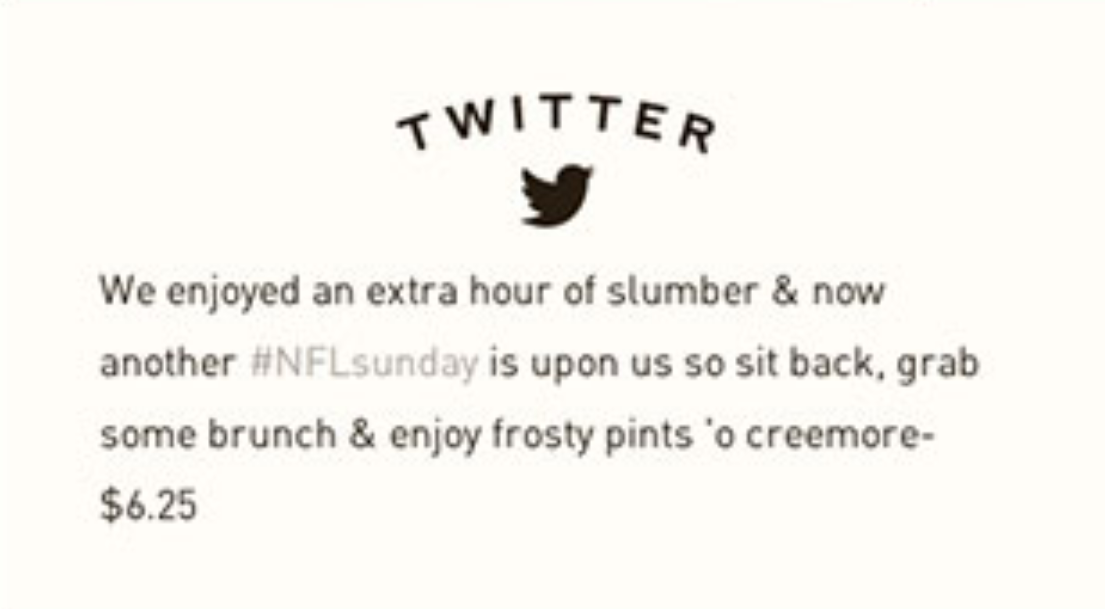 TWITTER
We enjoyed an extra hour of slumber & now
another #NFLsunday is upon us so sit back, grab
some brunch & enjoy frosty pints 'o creemore-
$6.25